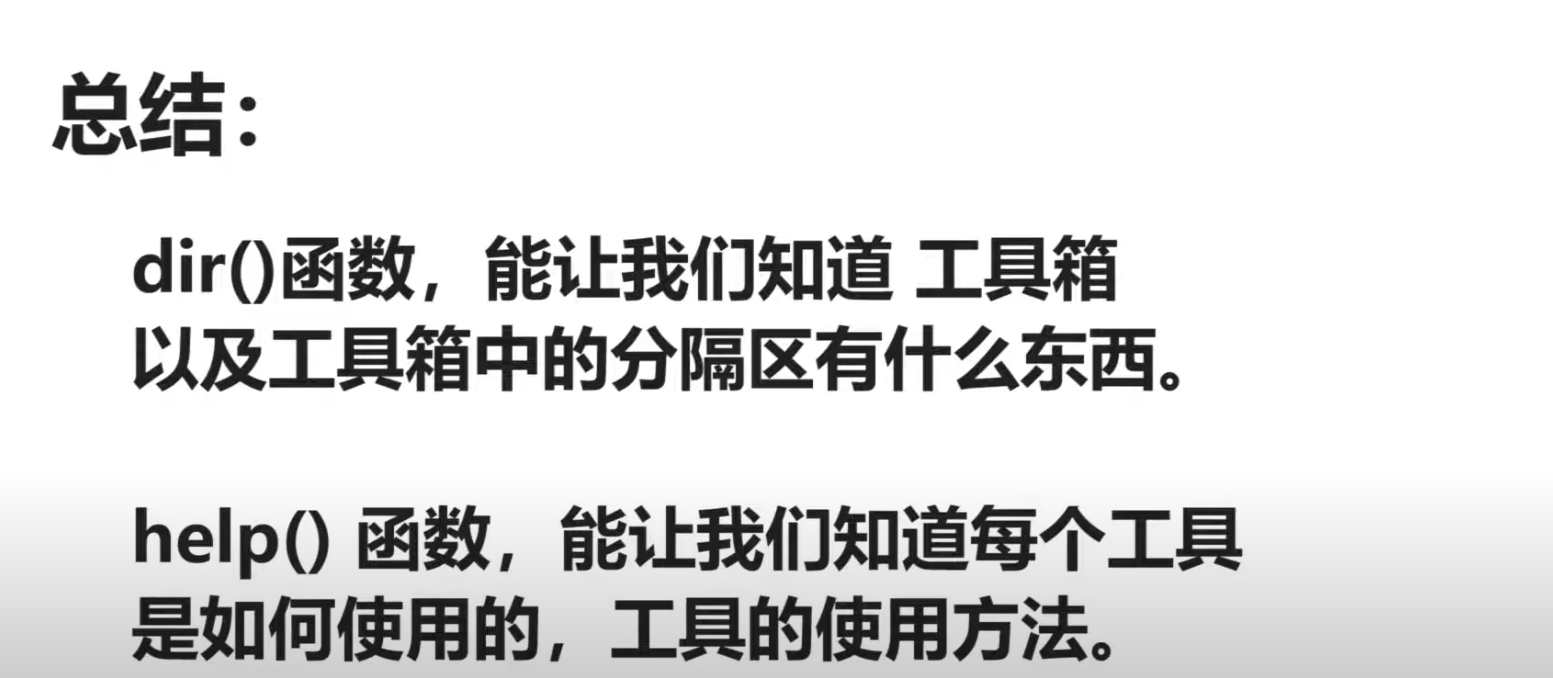 总结：
dir()函数，能让我们知道 工具箱
以及工具箱中的分隔区有什么东西。
help() 函数，能让我们知道每个工具
是如何使用的，工具的使用方法。